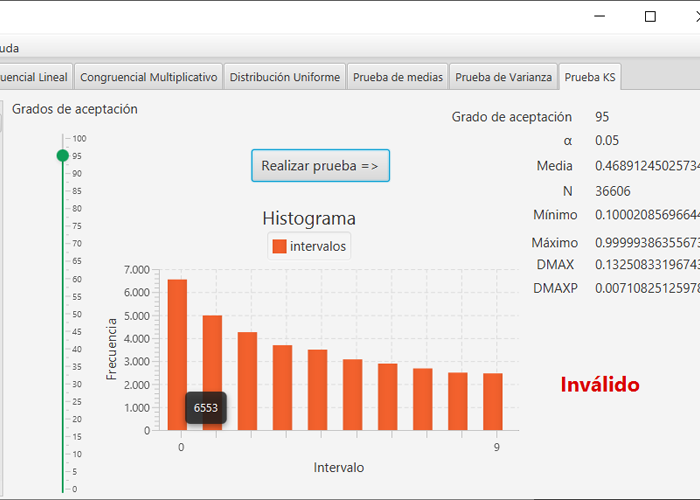 uda
uencial Lineal Congruencial Multiplicativo Distribución Uniforme Prueba de medias Prueba de Varianza Prueba KS
Grados de aceptación
100
95
90
85
80
75
70
65
60
55
50
45
40
35
30
25
20
15
10
5
0
Realizar prueba =>
Histograma
intervalos
Frecuencia
7.000
6.000
5.000
4.000
3.000
2.000
1.000
0
6553
0 9
Intervalo
Grado de aceptación 95
α 0.05
Media 0.46891245025734
N 36606
Mínimo 0.10002085696644
Máximo 0.99999386355673
DMAX 0.13250833196743
DMAXP 0.00710825125978
Inválido